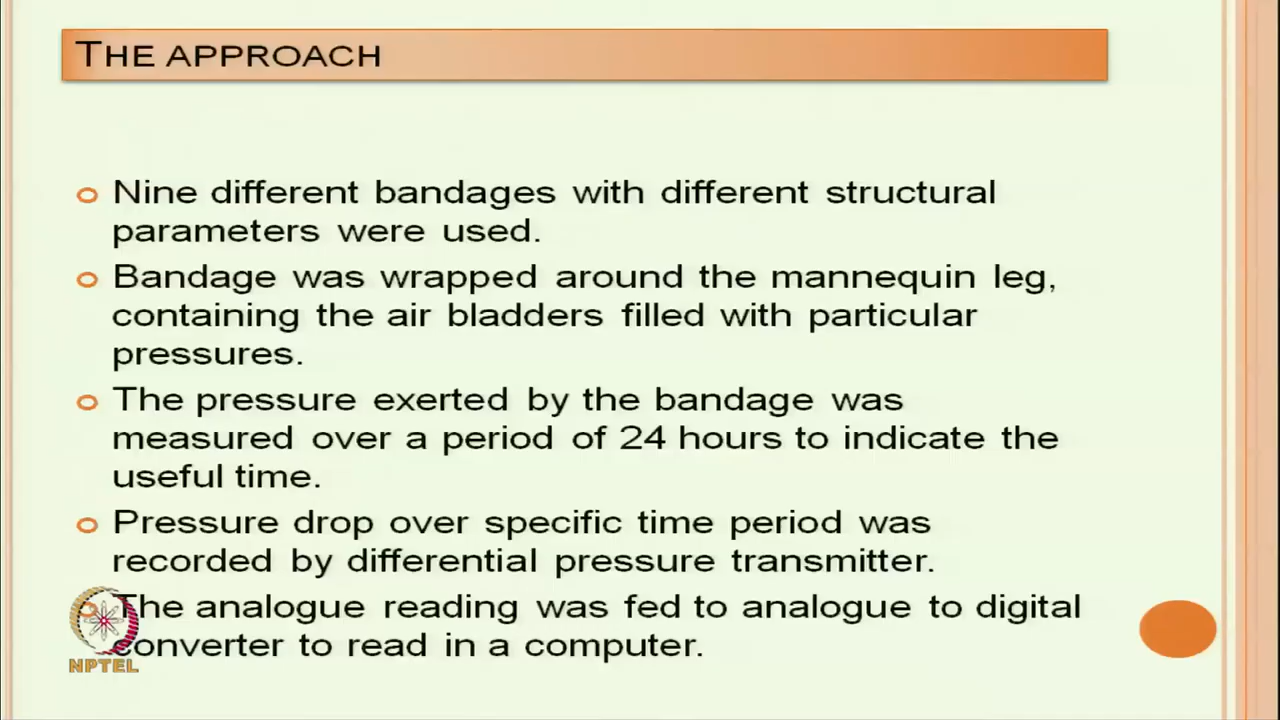 THE APPROACH
Nine different bandages with different structural
parameters were used.
Bandage was wrapped around the mannequin leg,
containing the air bladders filled with particular
pressures.
The pressure exerted by the bandage was
measured over a period of 24 hours to indicate the
useful time.
Pressure drop over specific time period was
recorded by differential pressure transmitter.
The analogue reading was fed to analogue to digital
converter to read in a computer.
NPTEL